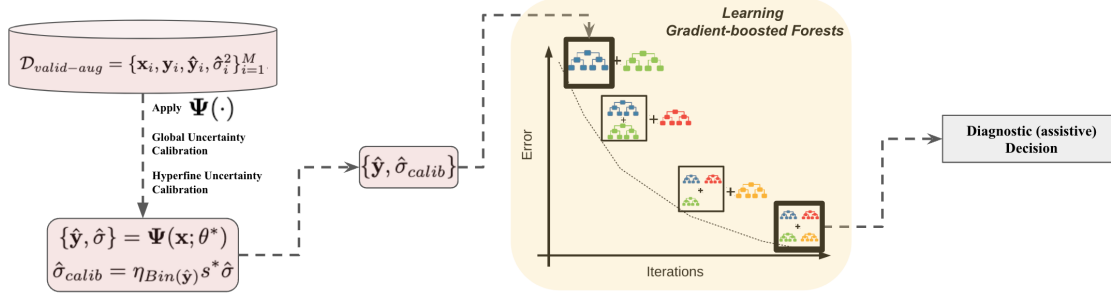 𝒟_{valid−aug} = {𝐱_i, 𝐲_i, ŷ_i, σ̂_i^2}_{i=1}^M.
Apply Ψ(·)
Global Uncertainty
Calibration
Hyperfine Uncertainty
Calibration
{ŷ, σ̂} = Ψ(𝐱; θ*)
σ̂_{calib} = η_{Bin(ŷ)} s* σ̂
{ŷ, σ̂_{calib}}
Learning
Gradient-boosted Forests
Error
+
+
+
+
+
+
Iterations
Diagnostic (assistive)
Decision